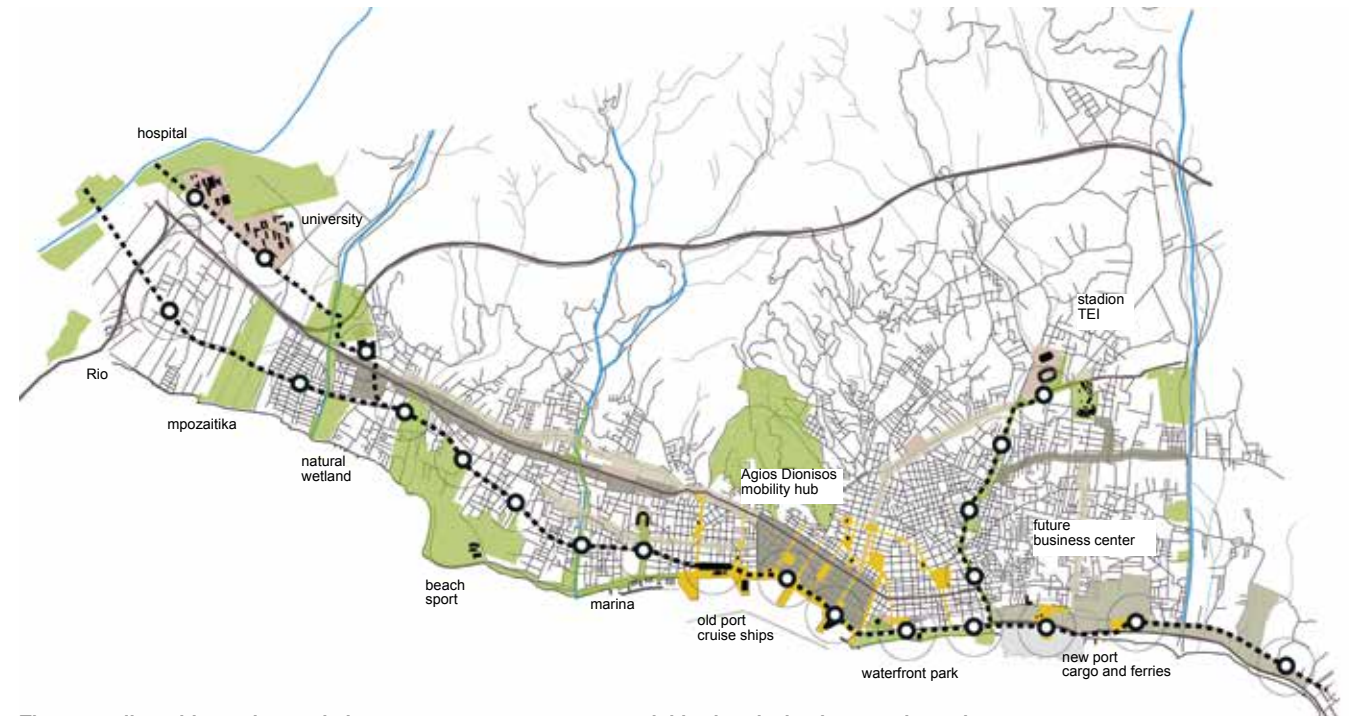 hospital
university
stadion
TEI
Rio
mpozaitika
natural
wetland
Agios Dionisos
mobility hub
future
business center
beach
sport
marina
old port
cruise ships
waterfront park
new port
cargo and ferries